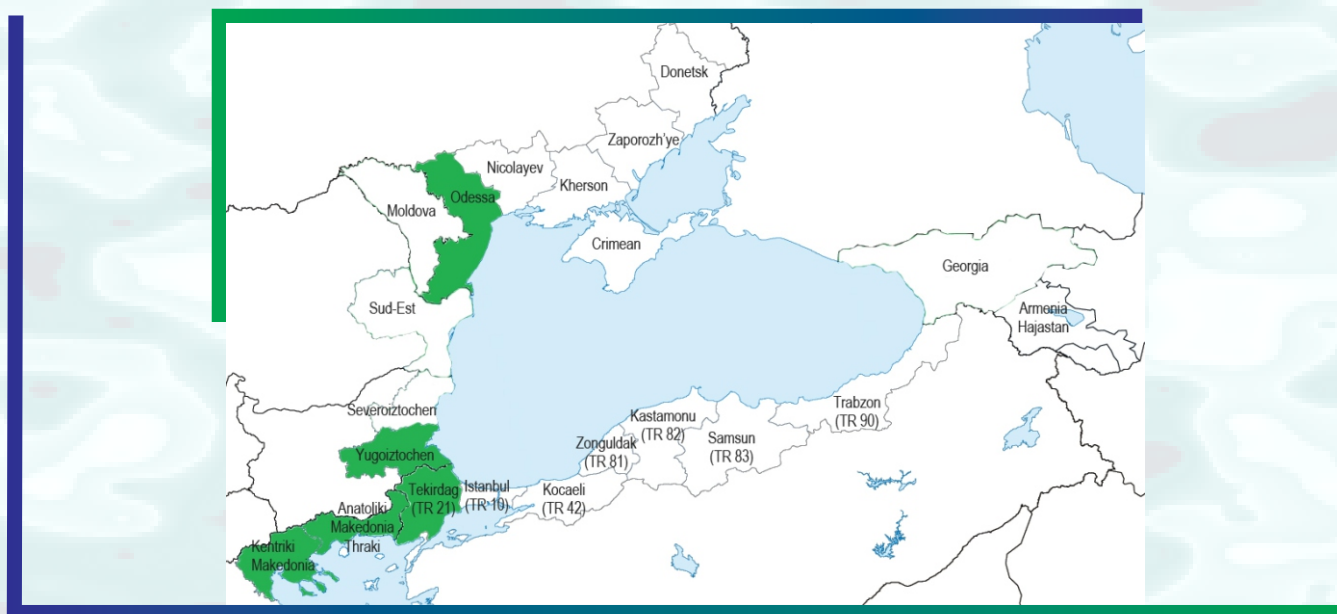 Donetsk
Zaporozh'ye
Nicolayev
Kherson
Odessa
Moldova
Crimean
Georgia
Sud-Est
Armenia
Hajastan
Severoiztochen
Trabzon
(TR 90)
Kastamonu
(TR 82)
Samsun
(TR 83)
Zonguldak
(TR 81)
Yugoiztochen
Tekirdag
(TR 21)
Istanbul
(TR 10)
Kocaeli
(TR 42)
Anatoliki
Makedonia
Thraki
Kentriki
Makedonia